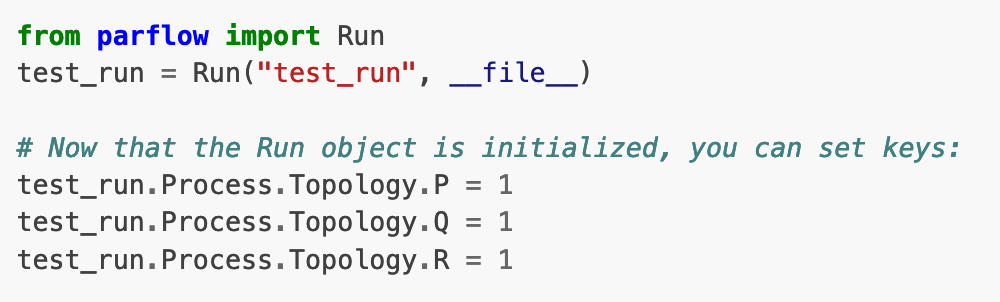 from parflow import Run
test_run = Run("test_run", __file__)
# Now that the Run object is initialized, you can set keys:
test_run.Process.Topology.P = 1
test_run.Process.Topology.Q = 1
test_run.Process.Topology.R = 1